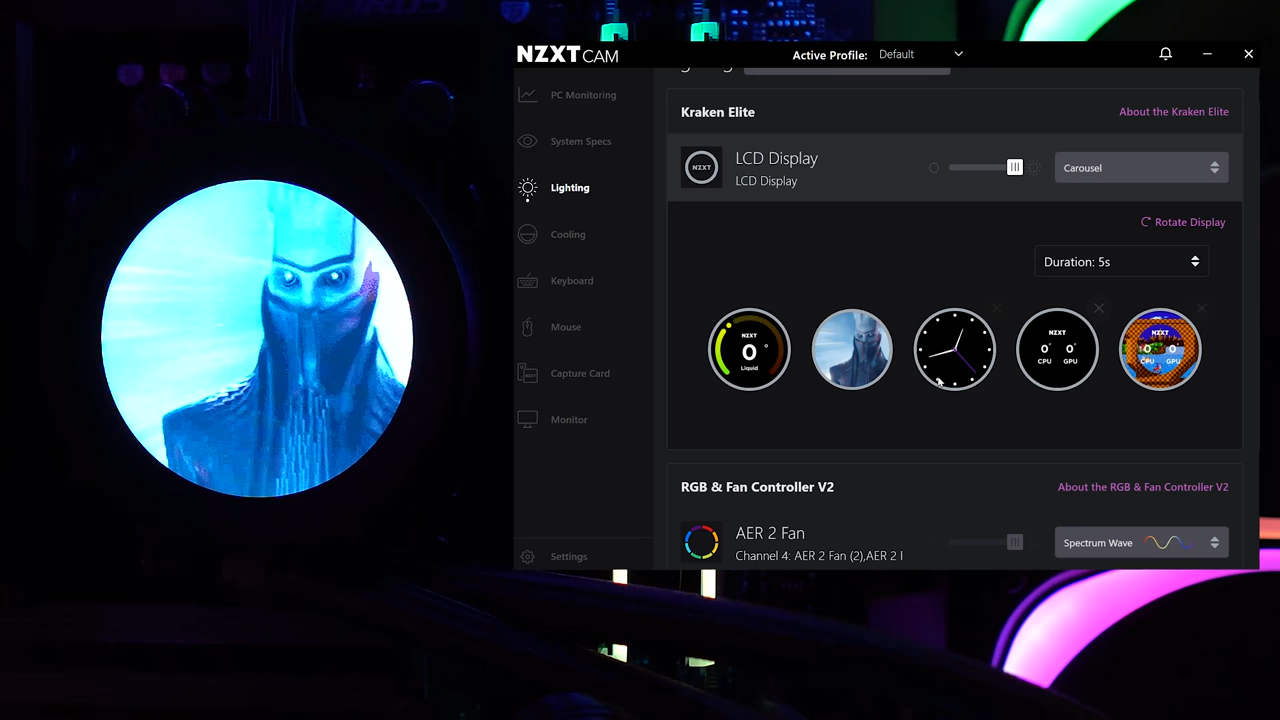 NZXT CAM
Active Profile: Default
PC Monitoring
System Specs
Lighting
Cooling
Keyboard
Mouse
Capture Card
Monitor
Settings
Kraken Elite
About the Kraken Elite
NZXT
LCD Display
LCD Display
Carousel
Rotate Display
Duration: 5s
NZXT
0°
Liquid
NZXT
0° 0°
CPU GPU
NZXT
0 0
CPU GPU
RGB & Fan Controller V2
About the RGB & Fan Controller V2
AER 2 Fan
Channel 4: AER 2 Fan (2),AER 2 I
Spectrum Wave